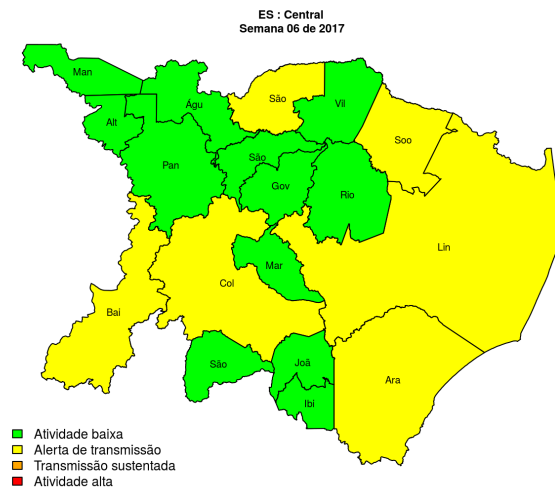 ES : Central
Semana 06 de 2017
Man
Águ
São
Vil
Alt
Soo
Pan
São
Gov
Rio
Lin
Mar
Col
Bai
São
Joã
Ara
Ibi
Atividade baixa
Alerta de transmissão
Transmissão sustentada
Atividade alta